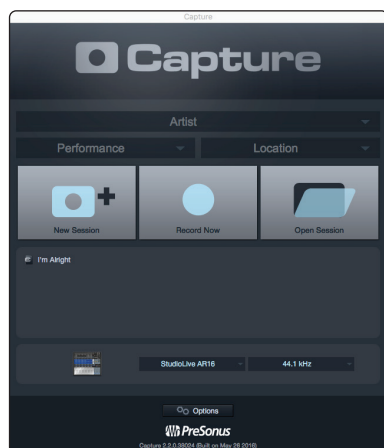 Capture
Capture
Artist
Performance Location
New Session Record Now Open Session
I'm Alright
StudioLive AR16 44.1 kHz
Options
PreSonus
Capture 2.2.0.36024 (Built on May 26 2016)